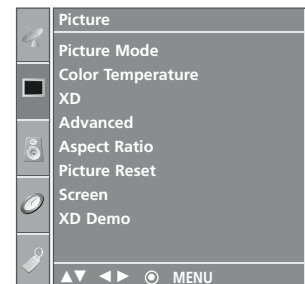 Picture
Picture Mode
Color Temperature
XD
Advanced
Aspect Ratio
Picture Reset
Screen
XD Demo
▲▼ ◄► ◉ MENU